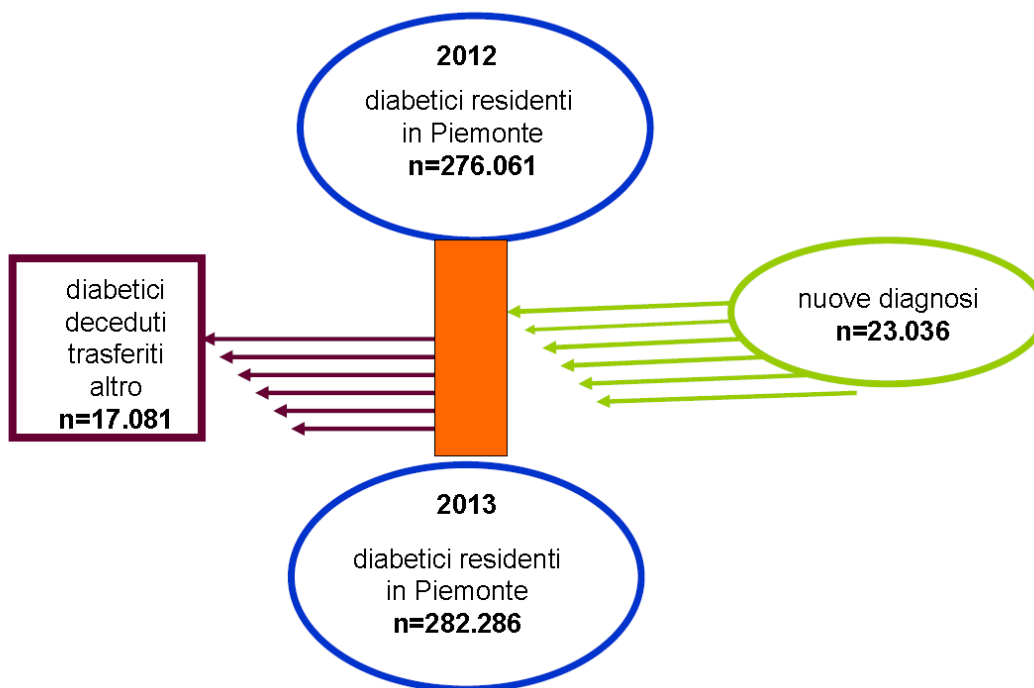 2012
diabetici residenti
in Piemonte
n=276.061
diabetici
deceduti
trasferiti
altro
n=17.081
nuove diagnosi
n=23.036
2013
diabetici residenti
in Piemonte
n=282.286